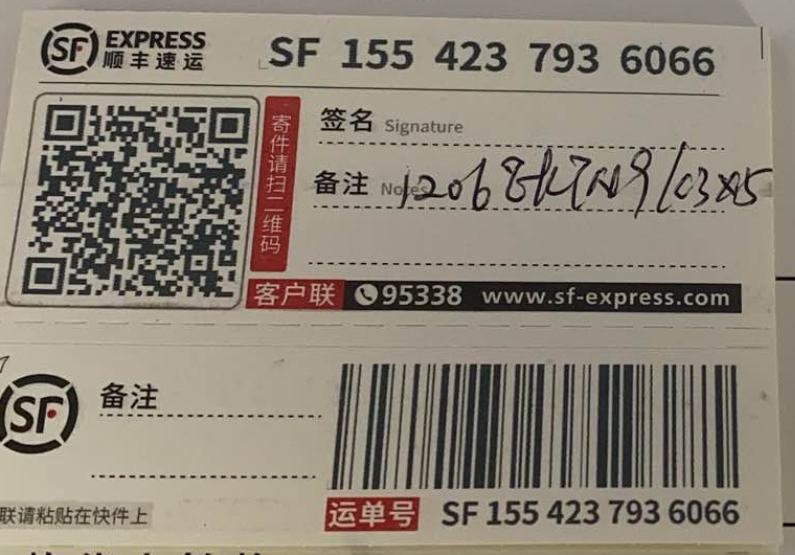 SF EXPRESS
顺丰速运
SF 155 423 793 6066
寄件请扫二维码
签名 Signature
备注 Notes
客户联 95338 www.sf-express.com
SF
备注
联请粘贴在快件上
运单号 SF 155 423 793 6066